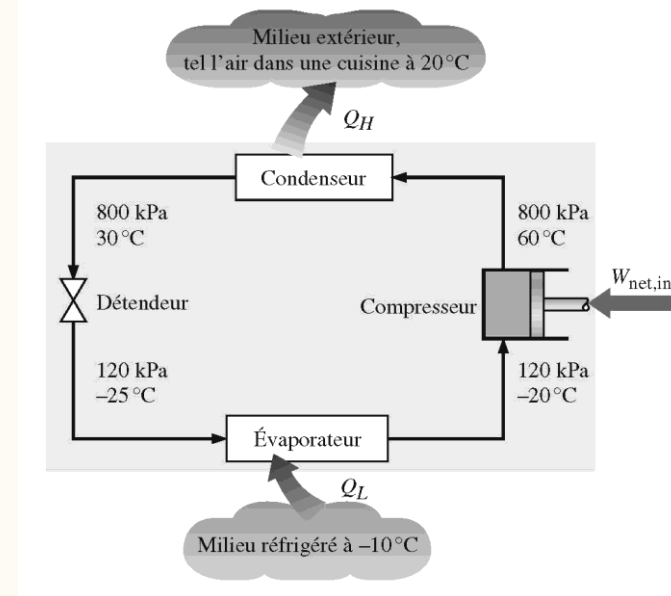 Milieu extérieur,
tel l'air dans une cuisine à 20 °C
Q_H
Condenseur
800 kPa
30 °C
800 kPa
60 °C
Détendeur
Compresseur
W_net,in
120 kPa
–25 °C
120 kPa
–20 °C
Évaporateur
Q_L
Milieu réfrigéré à –10 °C